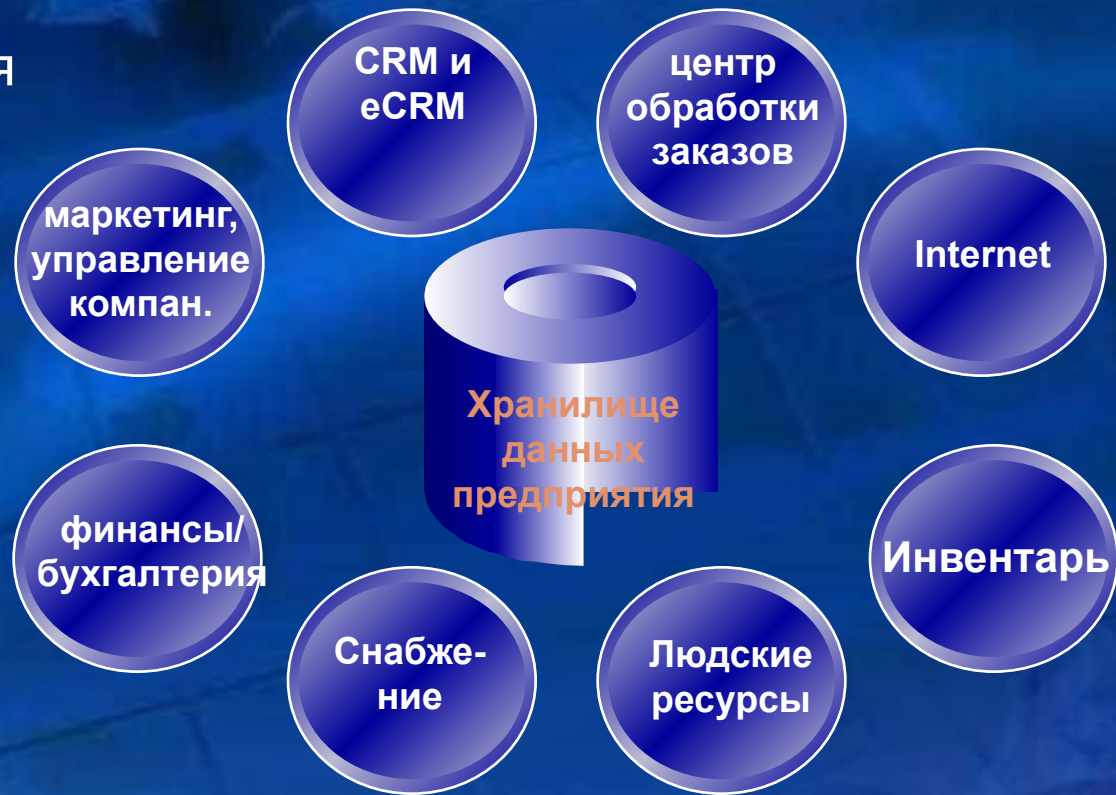 я
CRM и
eCRM
центр
обработки
заказов
маркетинг,
управление
компан.
Internet
Хранилище
данных
предприятия
финансы/
бухгалтерия
Инвентарь
Снабже-
ние
Людские
ресурсы